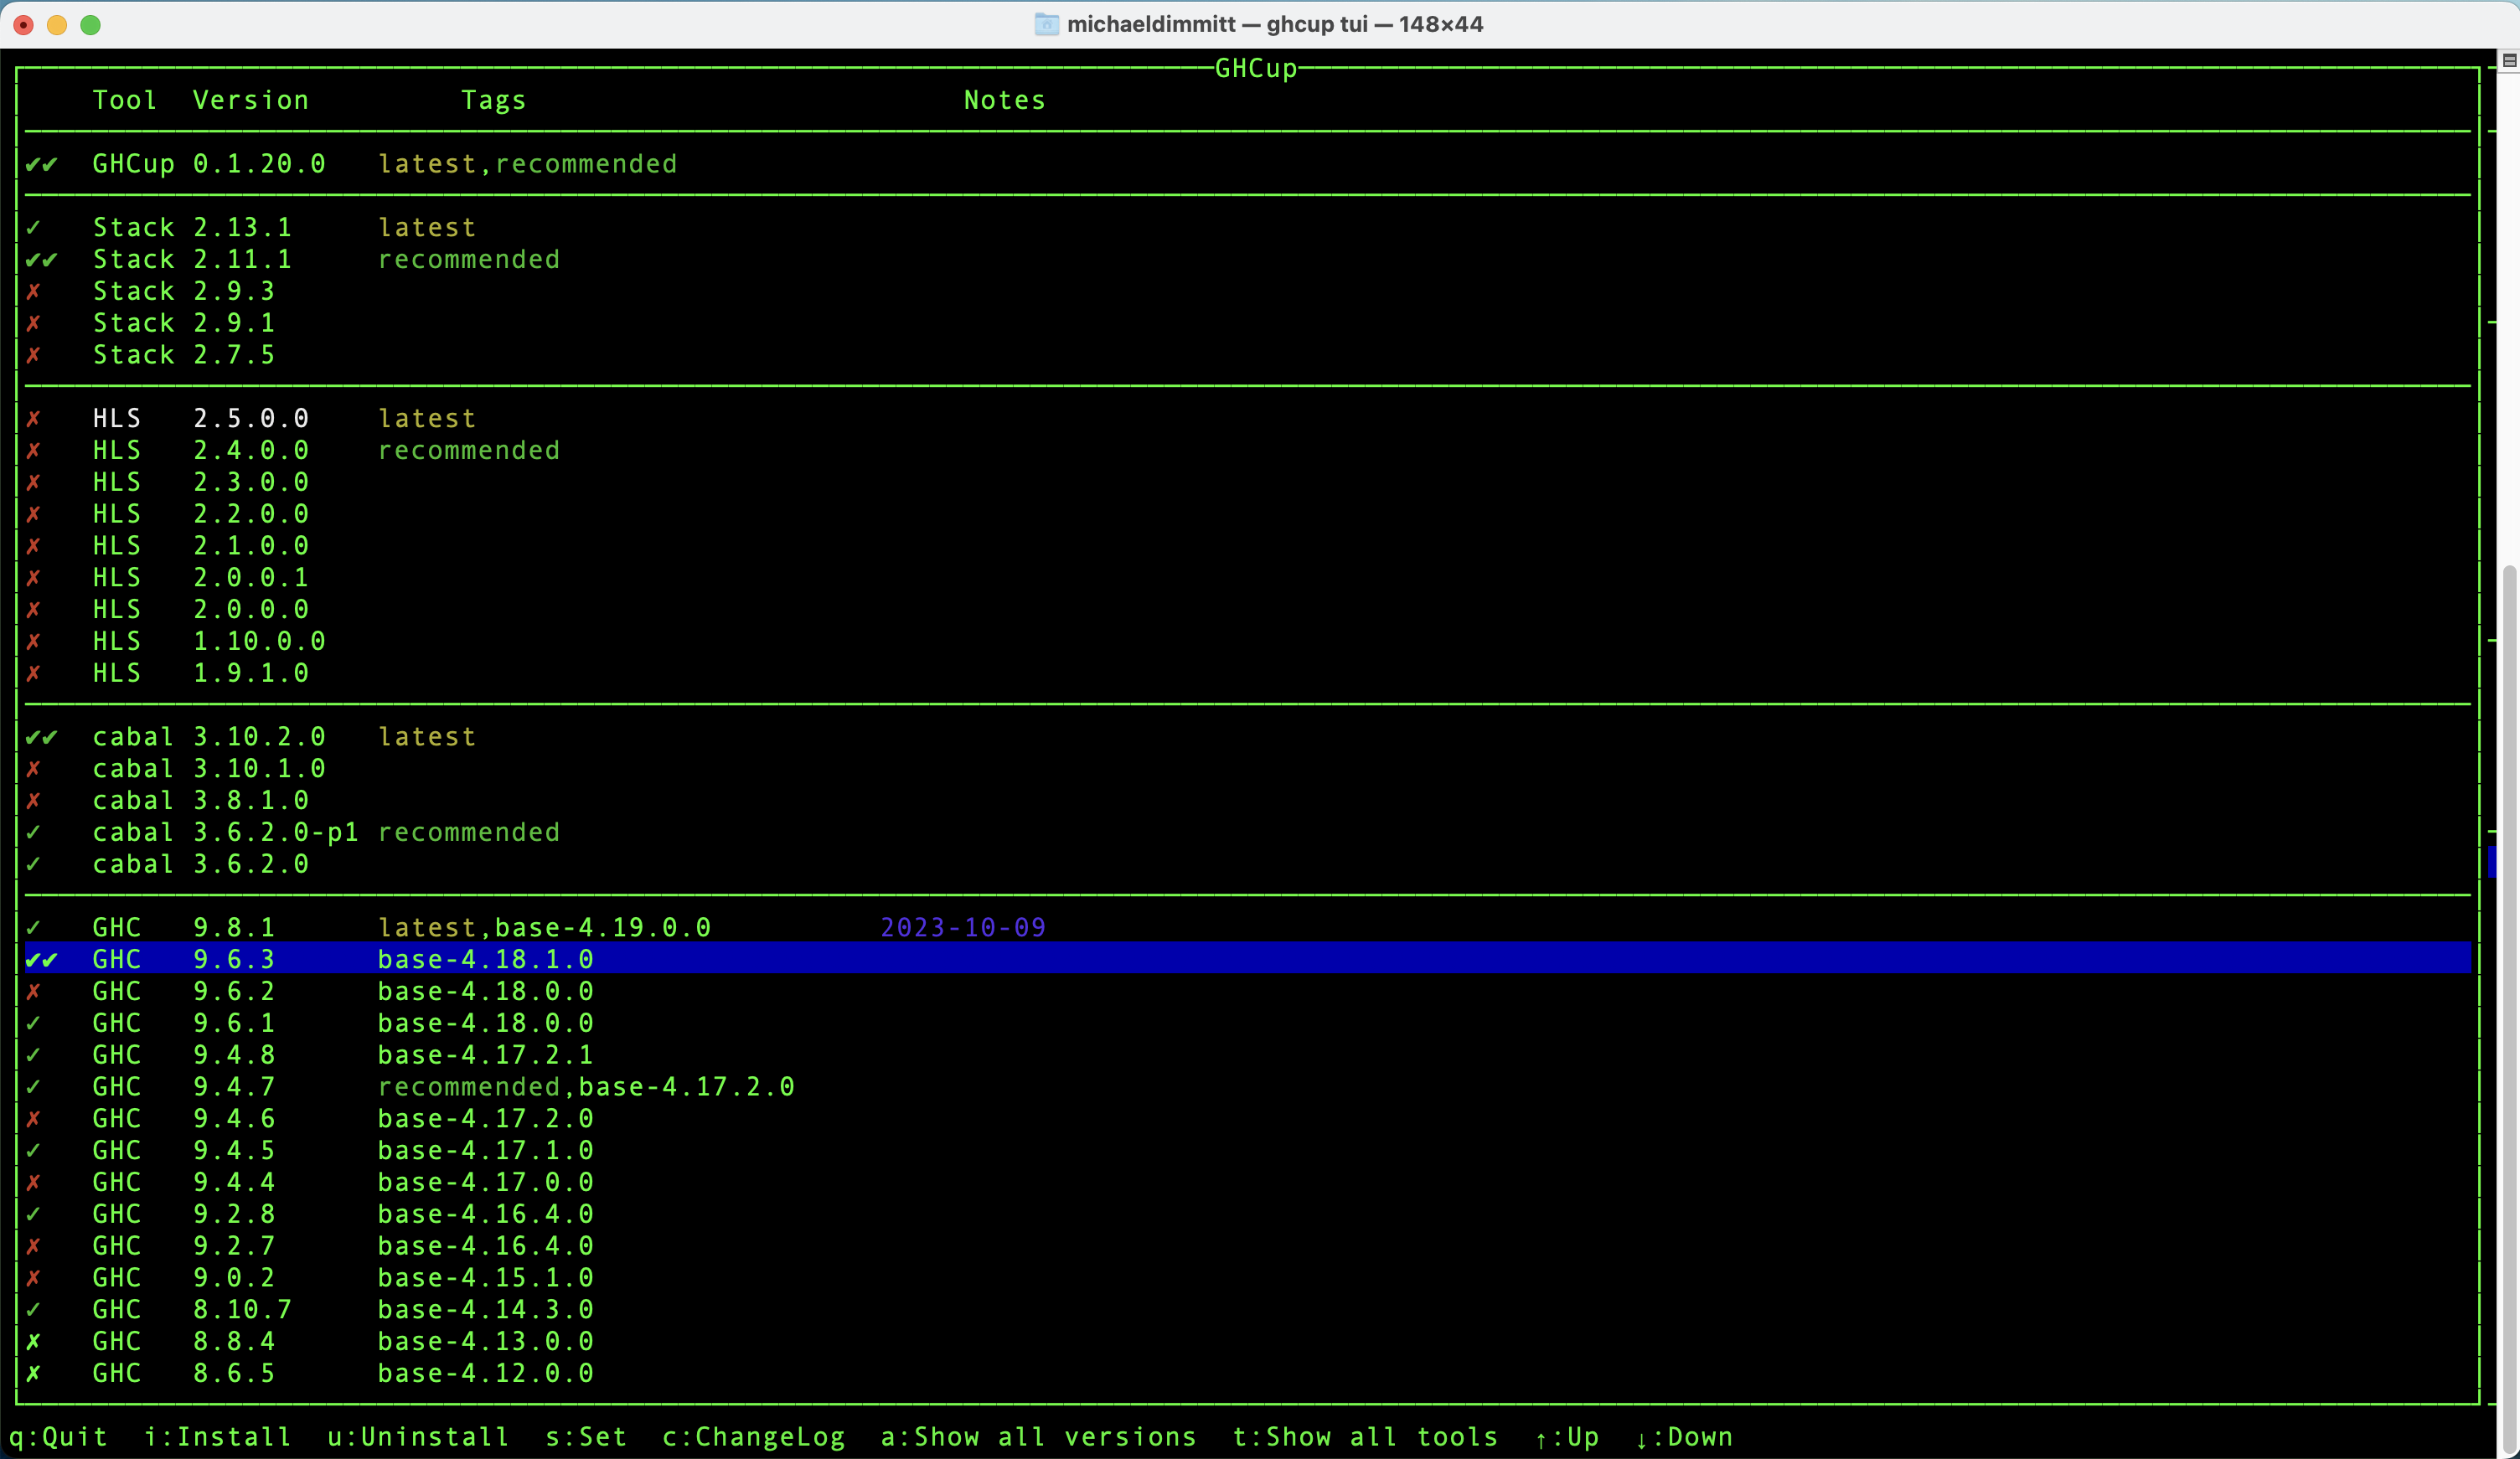 michaeldimmitt — ghcup tui — 148×44
GHCup
Tool Version Tags Notes
✔✔ GHCup 0.1.20.0 latest,recommended
✓ Stack 2.13.1 latest
✔✔ Stack 2.11.1 recommended
✗ Stack 2.9.3
✗ Stack 2.9.1
✗ Stack 2.7.5
✗ HLS 2.5.0.0 latest
✗ HLS 2.4.0.0 recommended
✗ HLS 2.3.0.0
✗ HLS 2.2.0.0
✗ HLS 2.1.0.0
✗ HLS 2.0.0.1
✗ HLS 2.0.0.0
✗ HLS 1.10.0.0
✗ HLS 1.9.1.0
✔✔ cabal 3.10.2.0 latest
✗ cabal 3.10.1.0
✗ cabal 3.8.1.0
✓ cabal 3.6.2.0-p1 recommended
✓ cabal 3.6.2.0
✓ GHC 9.8.1 latest,base-4.19.0.0 2023-10-09
✔✔ GHC 9.6.3 base-4.18.1.0
✗ GHC 9.6.2 base-4.18.0.0
✓ GHC 9.6.1 base-4.18.0.0
✓ GHC 9.4.8 base-4.17.2.1
✓ GHC 9.4.7 recommended,base-4.17.2.0
✗ GHC 9.4.6 base-4.17.2.0
✓ GHC 9.4.5 base-4.17.1.0
✗ GHC 9.4.4 base-4.17.0.0
✓ GHC 9.2.8 base-4.16.4.0
✗ GHC 9.2.7 base-4.16.4.0
✗ GHC 9.0.2 base-4.15.1.0
✓ GHC 8.10.7 base-4.14.3.0
✗ GHC 8.8.4 base-4.13.0.0
✗ GHC 8.6.5 base-4.12.0.0
q:Quit i:Install u:Uninstall s:Set c:ChangeLog a:Show all versions t:Show all tools ↑:Up ↓:Down